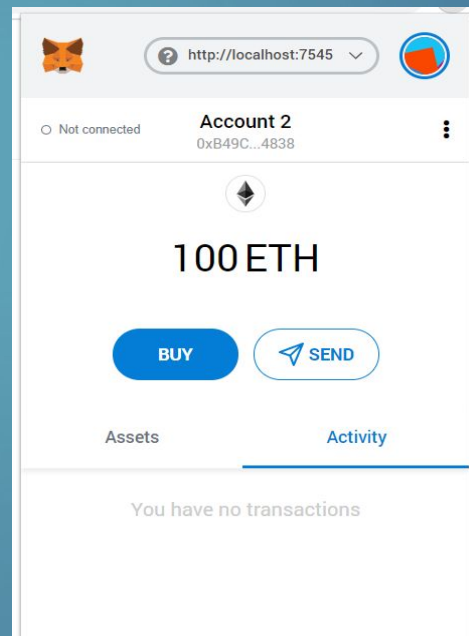 http://localhost:7545
Not connected
Account 2
0xB49C...4838
100 ETH
BUY
SEND
Assets
Activity
You have no transactions